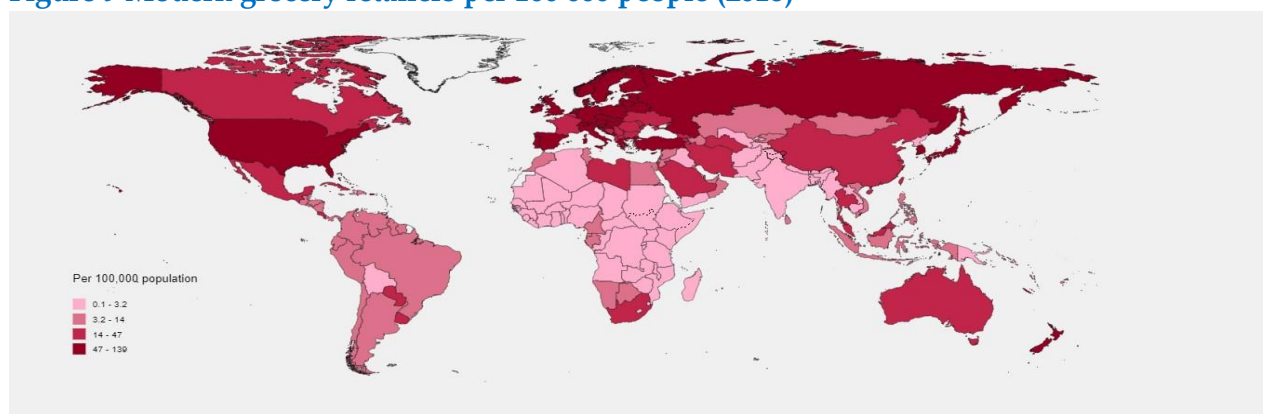 Modern grocery retailers per 100 000 people
Per 100,000 population
0.1 - 3.2
3.2 - 14
14 - 47
47 - 139